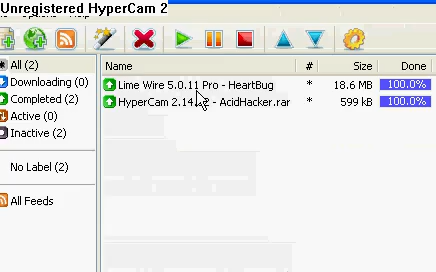 Unregistered HyperCam 2
Name # Size Done
All (2)
Lime Wire 5.0.11 Pro - HeartBug * 18.6 MB 100.0%
Downloading (0)
Completed (2)
HyperCam 2.14. 2 - AcidHacker.rar * 599 kB 100.0%
Active (0)
Inactive (2)
No Label (2)
All Feeds